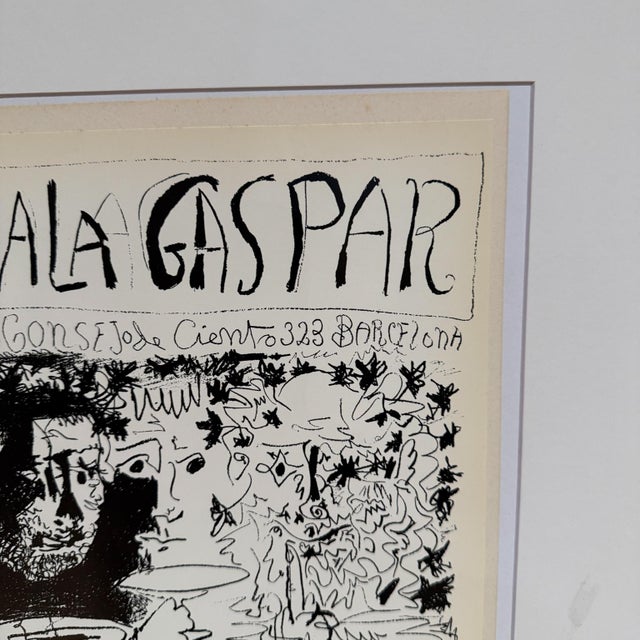 ALA GASPAR
CONSEJO de Ciento 323 BARCELONA